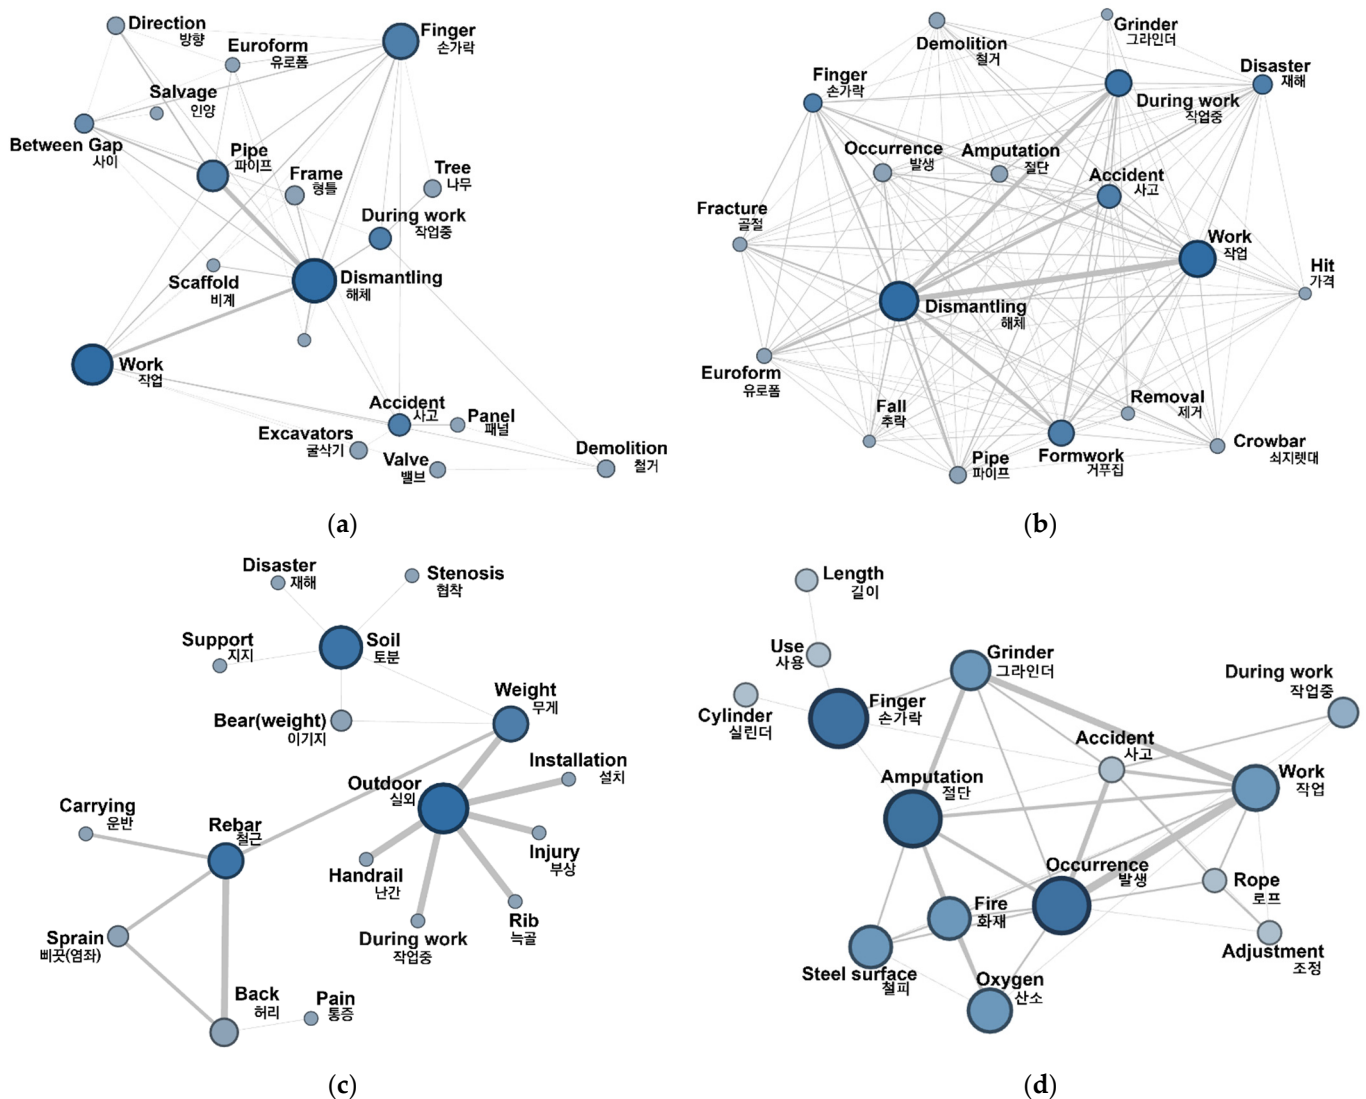 Direction
방향
Finger
손가락
Euroform
유로폼
Salvage
인양
Between Gap
사이
Pipe
파이프
Frame
형틀
Tree
나무
During work
작업중
Scaffold
비계
Dismantling
해체
Work
작업
Accident
사고
Panel
패널
Excavators
굴삭기
Valve
밸브
Demolition
철거
(a)
Demolition
철거
Grinder
그라인더
Finger
손가락
Disaster
재해
During work
작업중
Occurrence
발생
Amputation
절단
Accident
사고
Fracture
골절
Work
작업
Hit
가격
Dismantling
해체
Euroform
유로폼
Fall
추락
Removal
제거
Pipe
파이프
Formwork
거푸집
Crowbar
쇠지렛대
(b)
Disaster
재해
Stenosis
협착
Support
지지
Soil
토분
Weight
무게
Bear(weight)
이기지
Installation
설치
Outdoor
실외
Carrying
운반
Rebar
철근
Injury
부상
Handrail
난간
Rib
늑골
During work
작업중
Sprain
삐끗(염좌)
Back
허리
Pain
통증
(c)
Length
길이
Use
사용
Grinder
그라인더
Finger
손가락
Cylinder
실린더
During work
작업중
Accident
사고
Amputation
절단
Work
작업
Occurrence
발생
Fire
화재
Rope
로프
Steel surface
철피
Oxygen
산소
Adjustment
조정
(d)